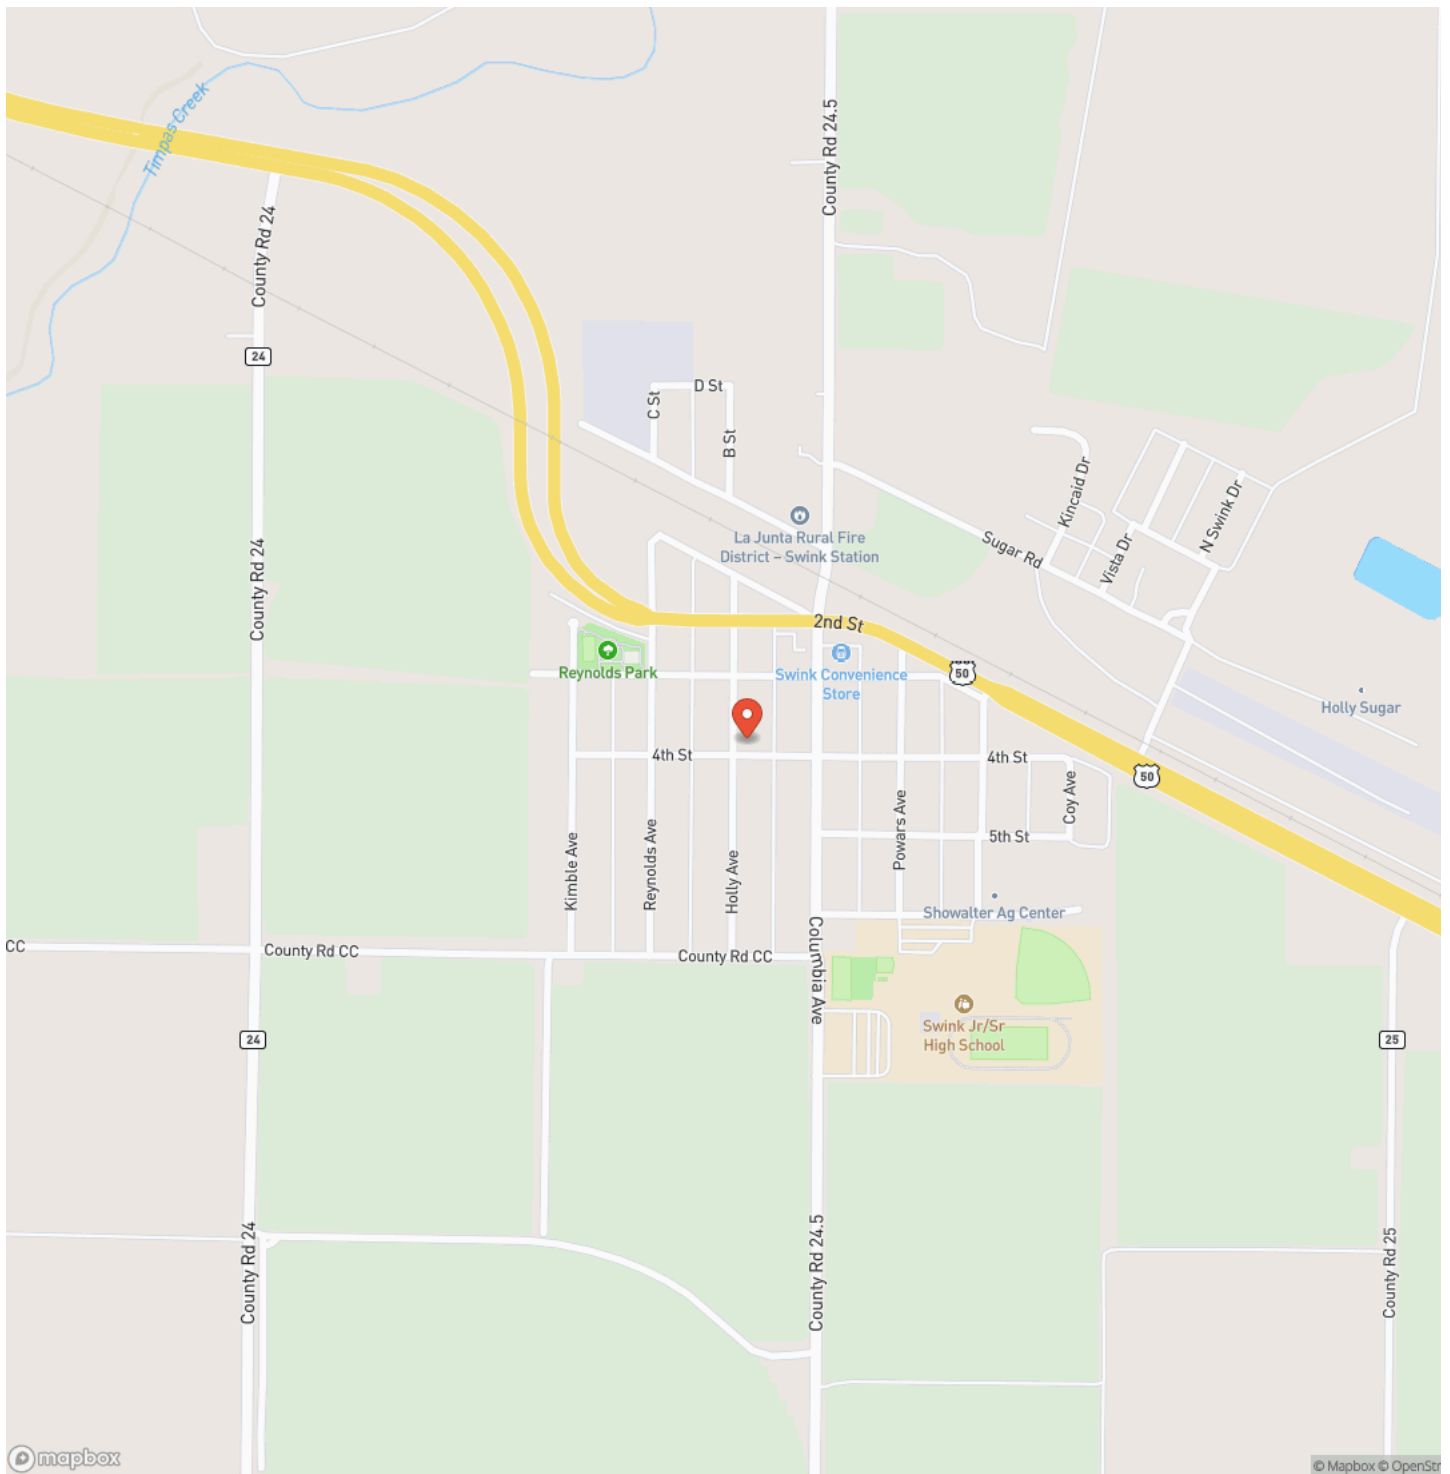 Timpas Creek
County Rd 24.5
County Rd 24
24
D St
C St
B St
Kincaid Dr
N Swink Dr
Vista Dr
Sugar Rd
La Junta Rural Fire
District – Swink Station
County Rd 24
2nd St
50
Reynolds Park
Swink Convenience
Store
Holly Sugar
4th St
4th St
50
Coy Ave
Powars Ave
5th St
Kimble Ave
Reynolds Ave
Holly Ave
Showalter Ag Center
CC
County Rd CC
County Rd CC
Columbia Ave
Swink Jr/Sr
High School
24
25
County Rd 24
County Rd 24.5
County Rd 25
mapbox
© Mapbox © OpenStr